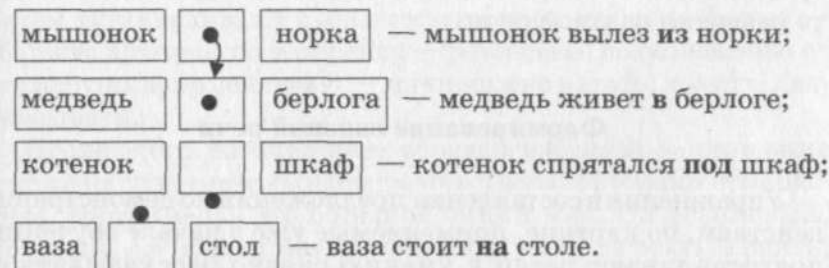 мышонок норка — мышонок вылез из норки;
медведь берлога — медведь живет в берлоге;
котенок шкаф — котенок спрятался под шкаф;
ваза стол — ваза стоит на столе.